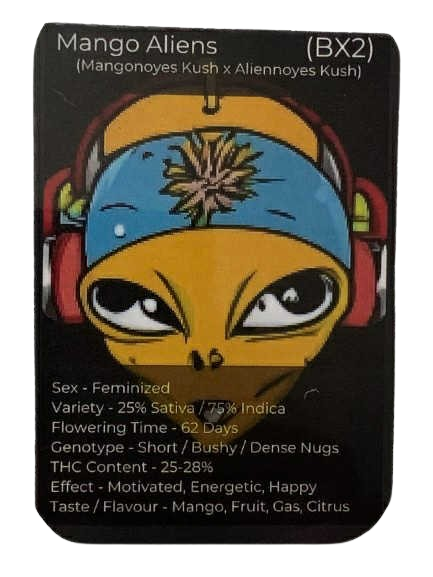 Mango Aliens (BX2)
(Mangonoyes Kush x Aliennoyes Kush)
Sex - Feminized
Variety - 25% Sativa / 75% Indica
Flowering Time - 62 Days
Genotype - Short / Bushy / Dense Nugs
THC Content - 25-28%
Effect - Motivated, Energetic, Happy
Taste / Flavour - Mango, Fruit, Gas, Citrus